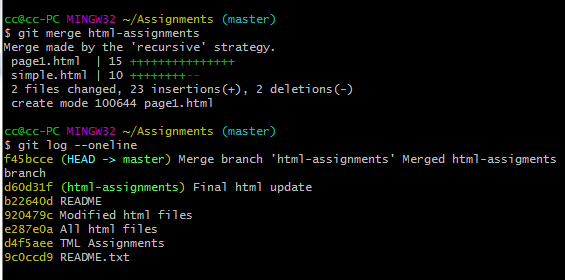 cc@cc-PC MINGW32 ~/Assignments (master)
$ git merge html-assignments
Merge made by the 'recursive' strategy.
page1.html | 15 +++++++++++++++
simple.html | 10 ++++++++--
2 files changed, 23 insertions(+), 2 deletions(-)
create mode 100644 page1.html
cc@cc-PC MINGW32 ~/Assignments (master)
$ git log --oneline
f45bcce (HEAD -> master) Merge branch 'html-assignments' Merged html-assigments
branch
d60d31f (html-assignments) Final html update
b22640d README
920479c Modified html files
e287e0a All html files
d4f5aee TML Assignments
9c0ccd9 README.txt